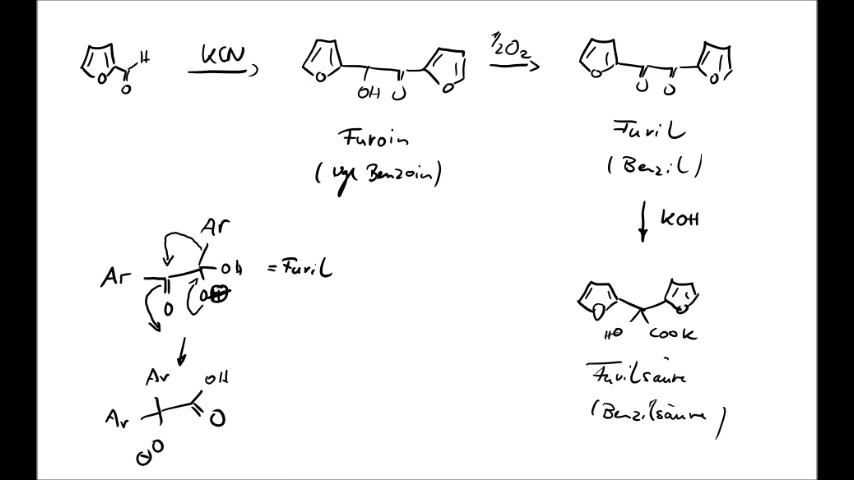 KCN
½O₂
H
O
O
O
OH
O
O
O
O
O
O
Furoin
(vgl Benzoin)
Furil
(Benzil)
KOH
Ar
Ar
OH
= Furil
O
O
O
O
HO
COOK
Furilsäure
(Benzilsäure)
Ar
OH
Ar
O
O